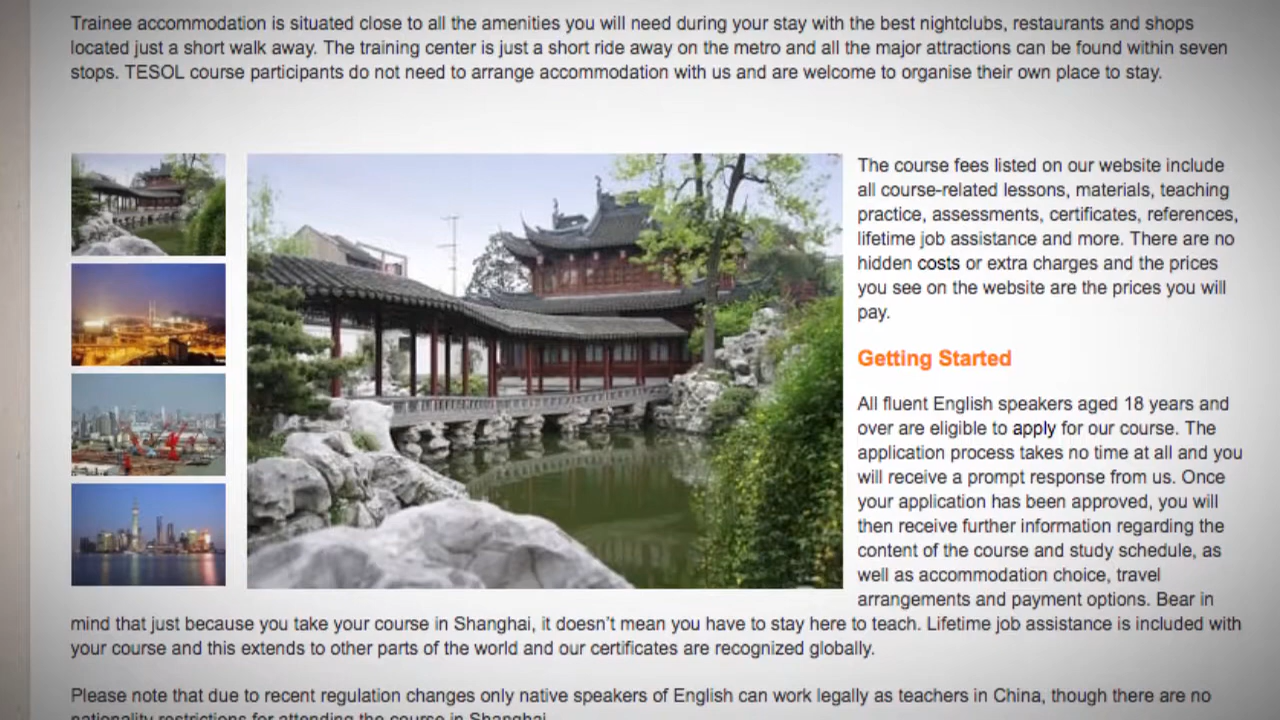 Trainee accommodation is situated close to all the amenities you will need during your stay with the best nightclubs, restaurants and shops
located just a short walk away. The training center is just a short ride away on the metro and all the major attractions can be found within seven
stops. TESOL course participants do not need to arrange accommodation with us and are welcome to organise their own place to stay.
The course fees listed on our website include
all course-related lessons, materials, teaching
practice, assessments, certificates, references,
lifetime job assistance and more. There are no
hidden costs or extra charges and the prices
you see on the website are the prices you will
pay.
Getting Started
All fluent English speakers aged 18 years and
over are eligible to apply for our course. The
application process takes no time at all and you
will receive a prompt response from us. Once
your application has been approved, you will
then receive further information regarding the
content of the course and study schedule, as
well as accommodation choice, travel
arrangements and payment options. Bear in
mind that just because you take your course in Shanghai, it doesn't mean you have to stay here to teach. Lifetime job assistance is included with
your course and this extends to other parts of the world and our certificates are recognized globally.
Please note that due to recent regulation changes only native speakers of English can work legally as teachers in China, though there are no
nationality restrictions for attending the course in Shanghai.